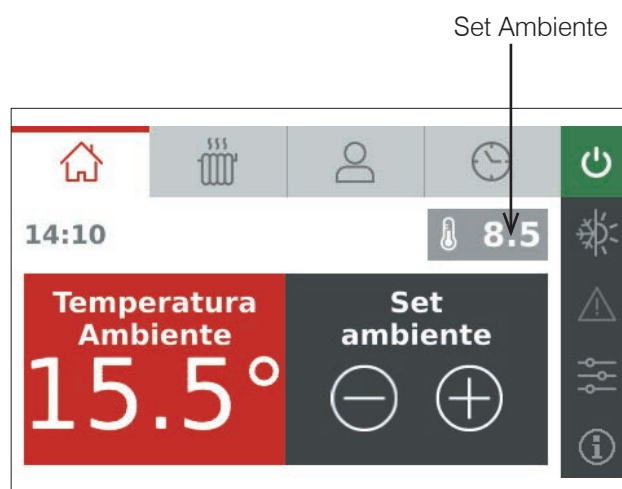 Set Ambiente
14:10
8.5
Temperatura
Ambiente
15.5°
Set
ambiente